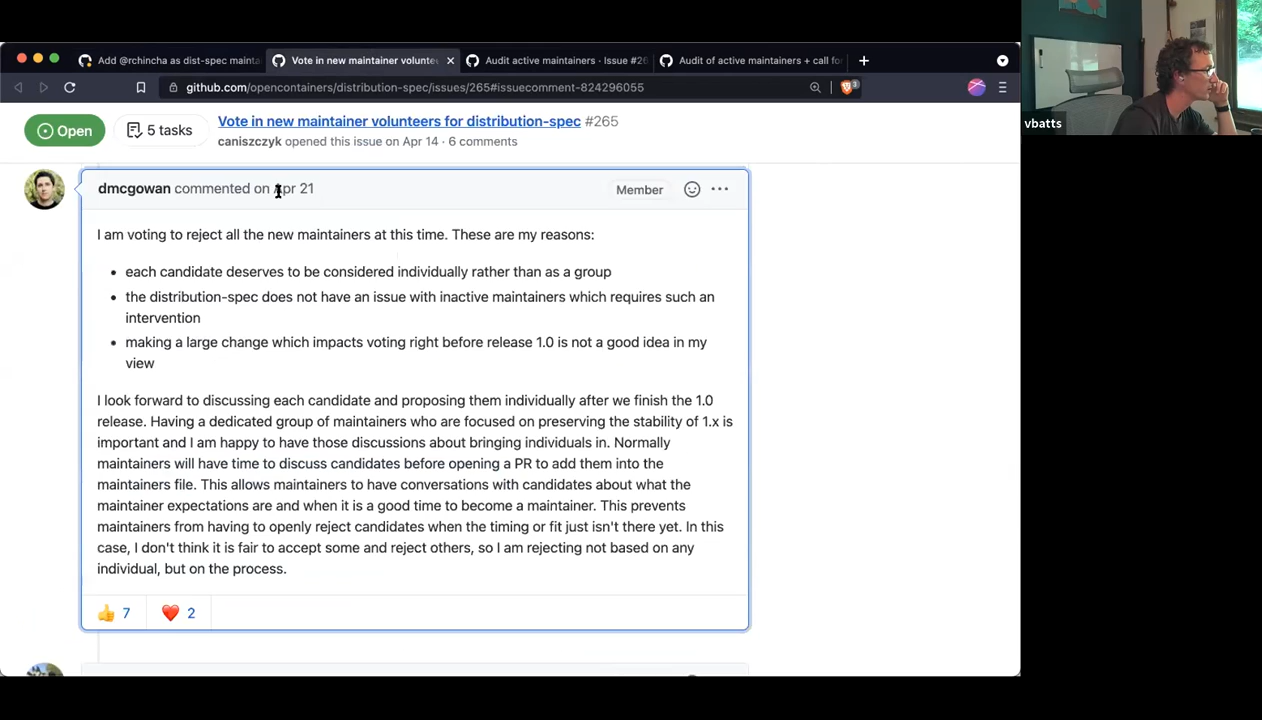 Add @rchincha as dist-spec mainta
Vote in new maintainer voluntee
Audit active maintainers · Issue #26
Audit of active maintainers + call for
github.com/opencontainers/distribution-spec/issues/265#issuecomment-824296055
Open
5 tasks
Vote in new maintainer volunteers for distribution-spec #265
caniszczyk opened this issue on Apr 14 · 6 comments
vbatts
dmcgowan commented on Apr 21
Member
I am voting to reject all the new maintainers at this time. These are my reasons:
• each candidate deserves to be considered individually rather than as a group
• the distribution-spec does not have an issue with inactive maintainers which requires such an
intervention
• making a large change which impacts voting right before release 1.0 is not a good idea in my
view
I look forward to discussing each candidate and proposing them individually after we finish the 1.0
release. Having a dedicated group of maintainers who are focused on preserving the stability of 1.x is
important and I am happy to have those discussions about bringing individuals in. Normally
maintainers will have time to discuss candidates before opening a PR to add them into the
maintainers file. This allows maintainers to have conversations with candidates about what the
maintainer expectations are and when it is a good time to become a maintainer. This prevents
maintainers from having to openly reject candidates when the timing or fit just isn't there yet. In this
case, I don't think it is fair to accept some and reject others, so I am rejecting not based on any
individual, but on the process.
👍 7
❤️ 2